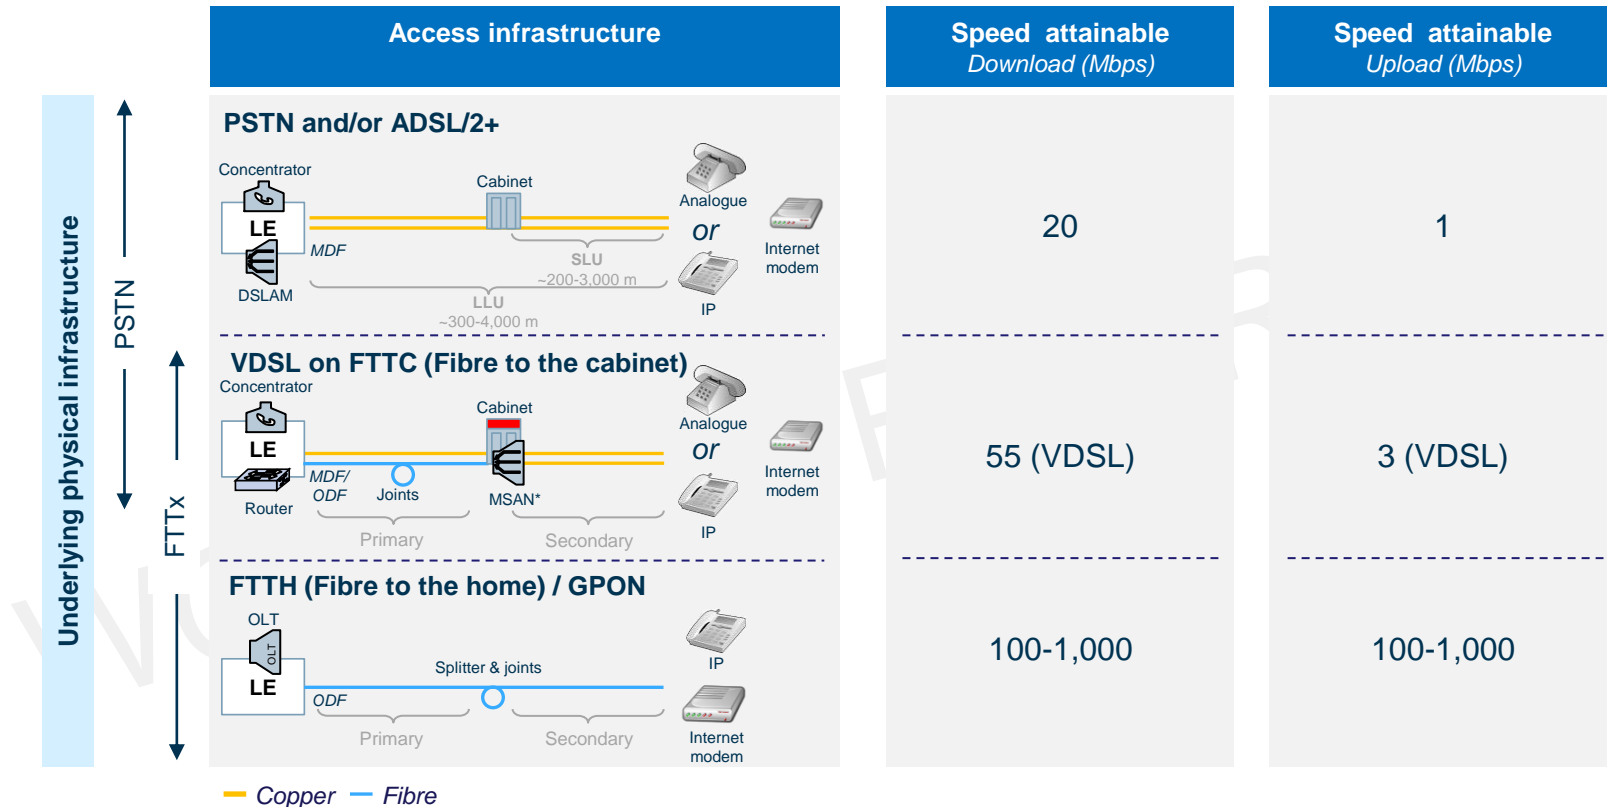 Access infrastructure
Speed attainable
Download (Mbps)
Speed attainable
Upload (Mbps)
Underlying physical infrastructure
PSTN
FTTx
PSTN and/or ADSL/2+
Concentrator
LE
MDF
DSLAM
Cabinet
SLU
~200-3,000 m
LLU
~300-4,000 m
Analogue
or
IP
Internet
modem
20
1
VDSL on FTTC (Fibre to the cabinet)
Concentrator
LE
MDF/
ODF
Router
Joints
Cabinet
MSAN*
Primary
Secondary
Analogue
or
IP
Internet
modem
55 (VDSL)
3 (VDSL)
FTTH (Fibre to the home) / GPON
OLT
OLT
LE
ODF
Splitter & joints
Primary
Secondary
IP
Internet
modem
100-1,000
100-1,000
Copper
Fibre